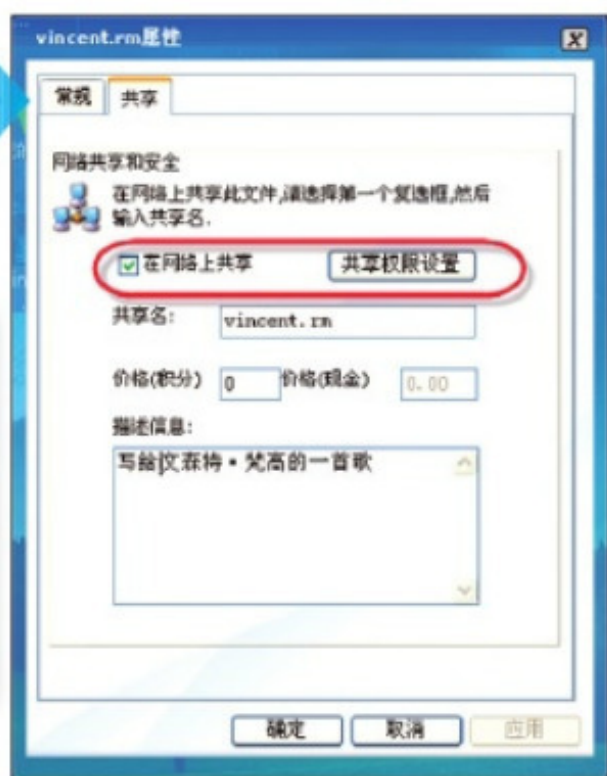 vincent.rm属性
常规 共享
网络共享和安全
在网络上共享此文件,请选择第一个复选框,然后
输入共享名.
在网络上共享 共享权限设置
共享名: vincent.rm
价格(积分) 0 价格(现金) 0.00
描述信息:
写给文森特·梵高的一首歌
确定 取消 应用